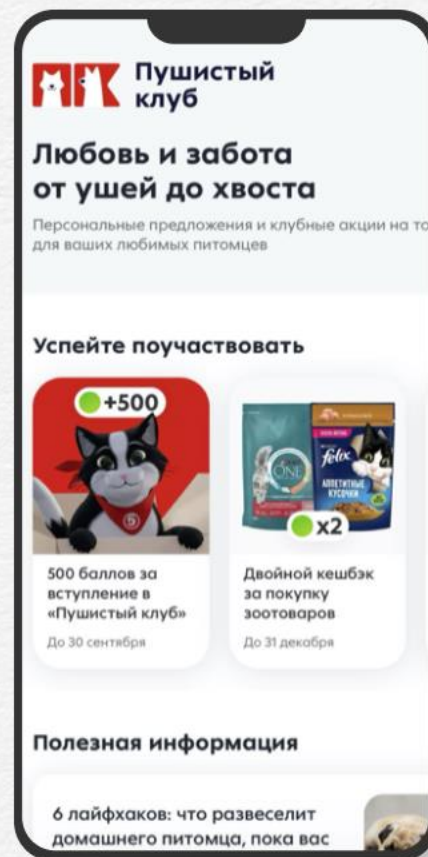 Пушистый
клуб
Любовь и забота
от ушей до хвоста
Персональные предложения и клубные акции на
для ваших любимых питомцев
Успейте поучаствовать
+500
5
ONE
felix
АППЕТИТНЫЕ
КУСОЧКИ
x2
500 баллов за
вступление в
«Пушистый клуб»
До 30 сентября
Двойной кешбэк
за покупку
зоотоваров
До 31 декабря
Полезная информация
6 лайфхаков: что развеселит
домашнего питомца, пока вас